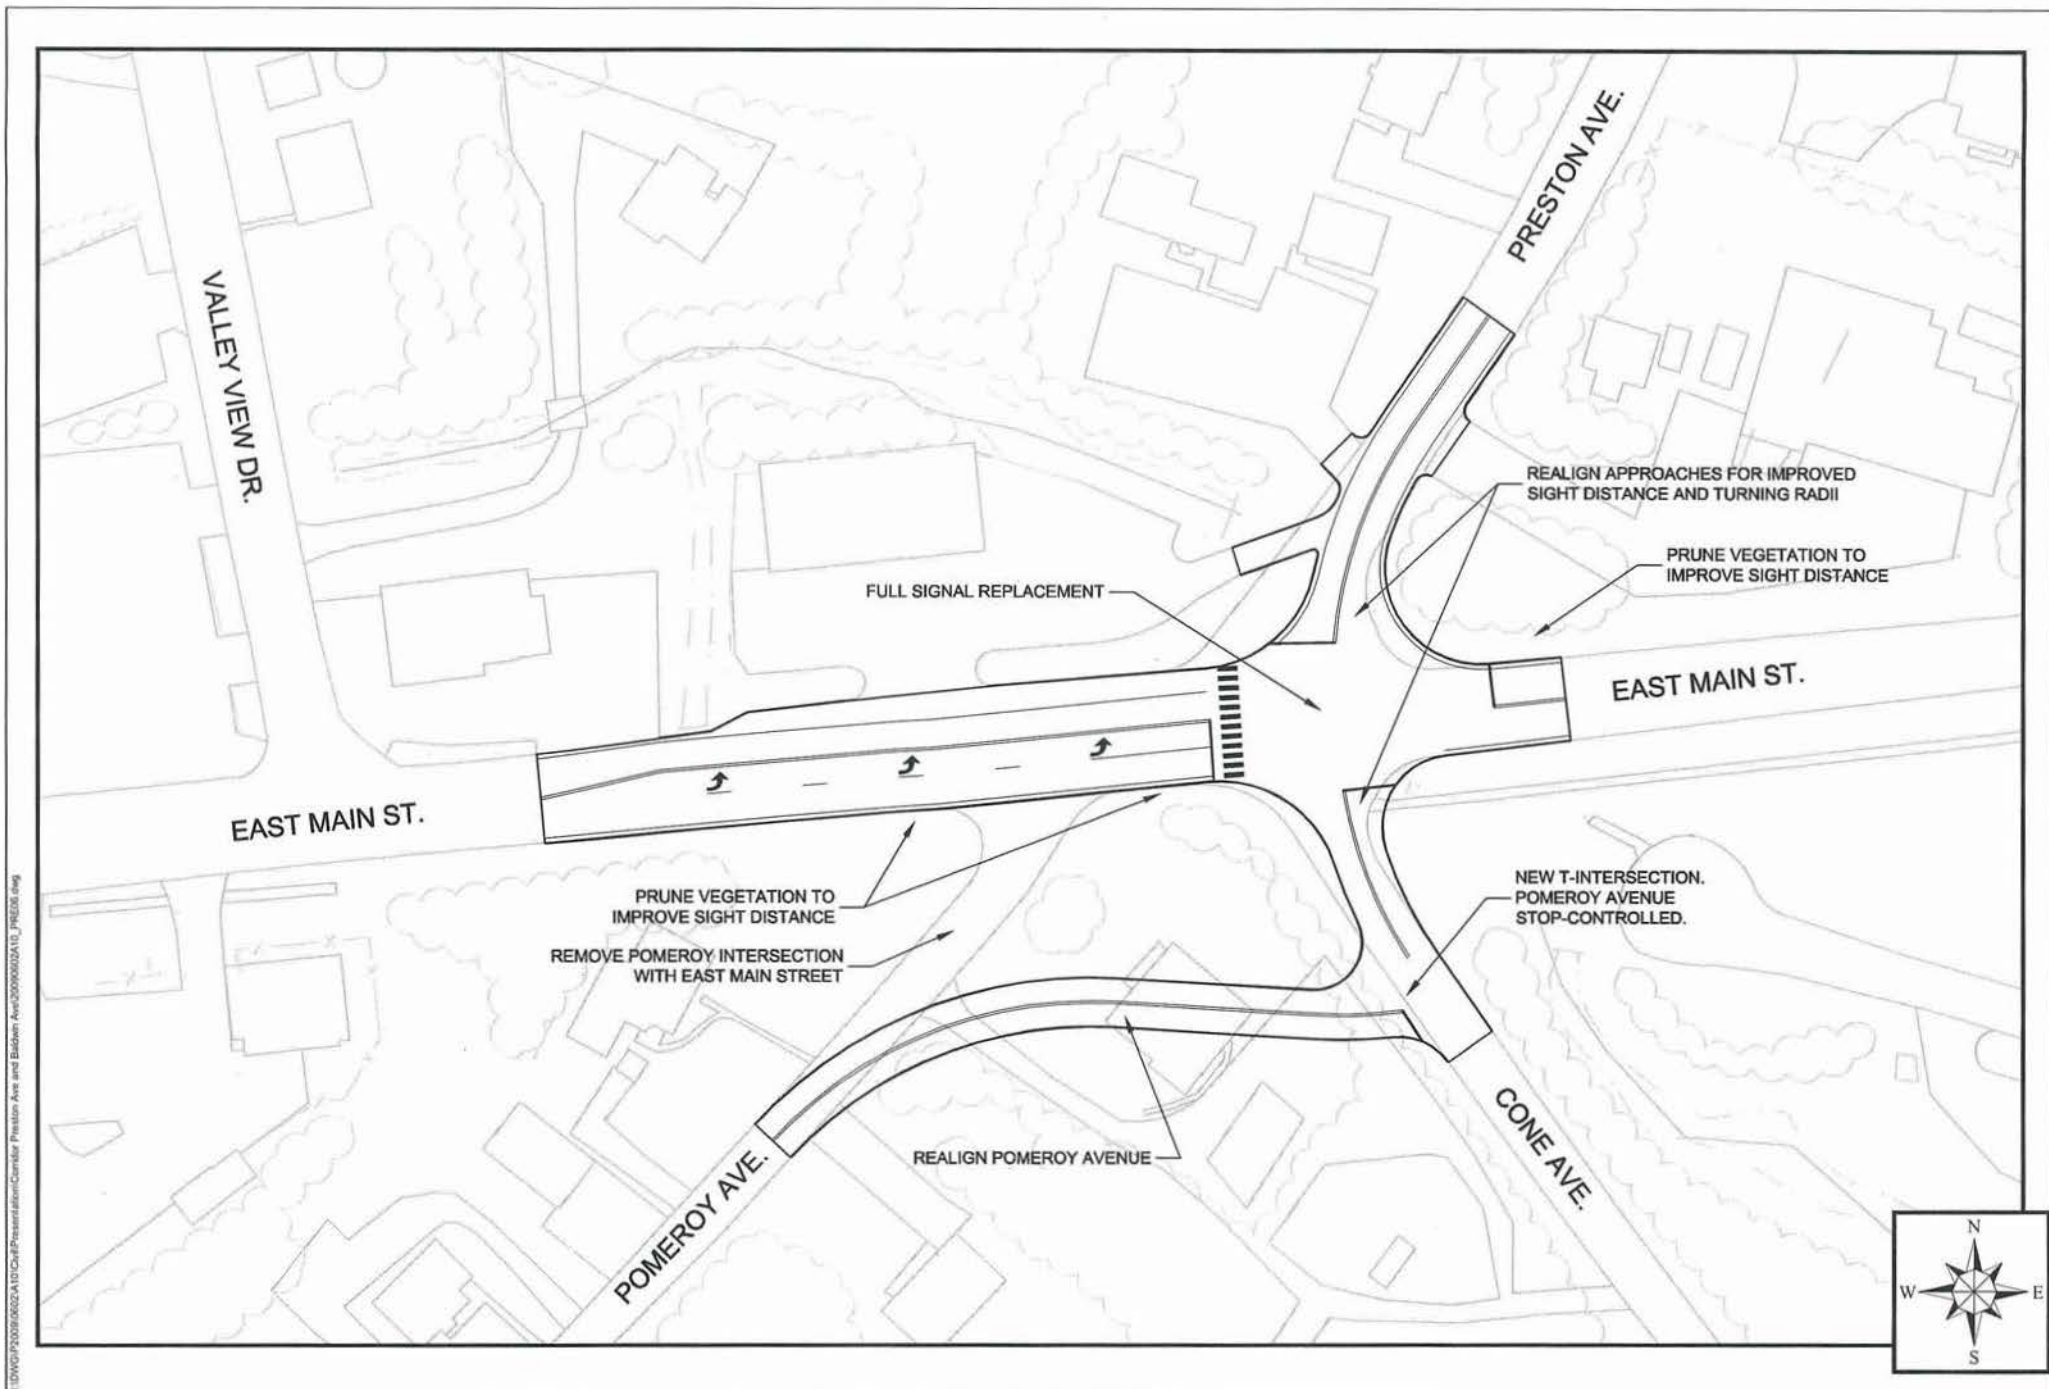 PRESTON AVE.
VALLEY VIEW DR.
REALIGN APPROACHES FOR IMPROVED
SIGHT DISTANCE AND TURNING RADII
PRUNE VEGETATION TO
IMPROVE SIGHT DISTANCE
FULL SIGNAL REPLACEMENT
EAST MAIN ST.
EAST MAIN ST.
PRUNE VEGETATION TO
IMPROVE SIGHT DISTANCE
NEW T-INTERSECTION.
POMEROY AVENUE
STOP-CONTROLLED.
REMOVE POMEROY INTERSECTION
WITH EAST MAIN STREET
REALIGN POMEROY AVENUE
CONE AVE.
POMEROY AVE.
N
W
E
S